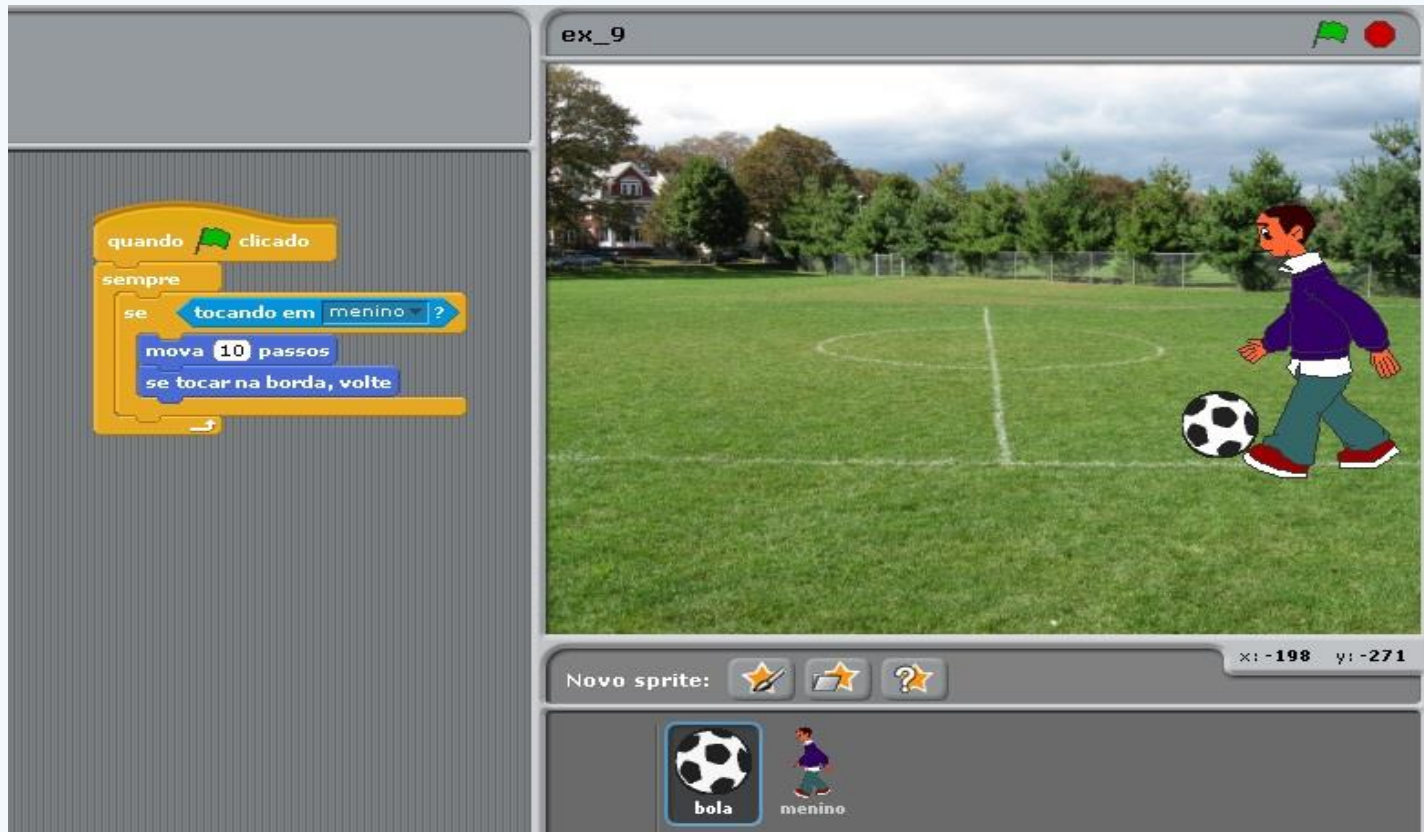 quando clicado
sempre
se tocando em menino ?
mova 10 passos
se tocar na borda, volte
ex_9
x: -198 y: -271
Novo sprite:
bola
menino